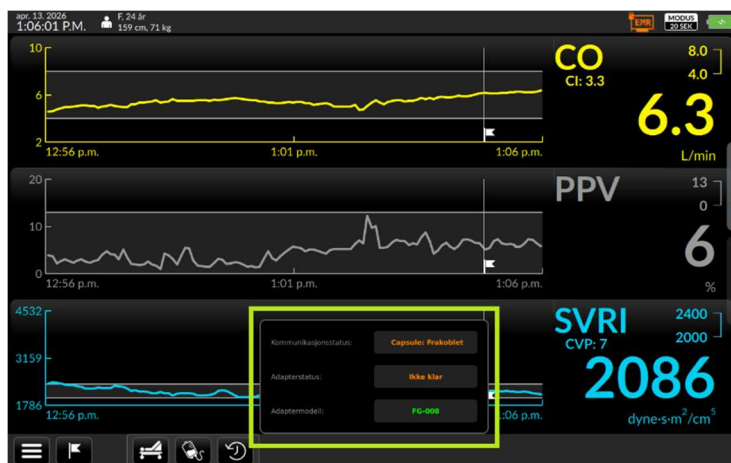 apr. 13, 2026
1:06:01 P.M.
F, 24 år
159 cm, 71 kg
EMR
MODUS
20 SEK
10
6
2
12:56 p.m.
1:01 p.m.
1:06 p.m.
CO
CI: 3.3
8.0
4.0
6.3
L/min
20
10
0
12:56 p.m.
1:01 p.m.
1:06 p.m.
PPV
13
0
6
%
4532
3159
1786
12:56 p.m.
:06 p.m.
Kommunikasjonsstatus:
Capsule: Frakoblet
Adapterstatus:
Ikke klar
Adaptermodell:
FG-008
SVRI
CVP: 7
2400
2000
2086
dyne·s·m²/cm⁵